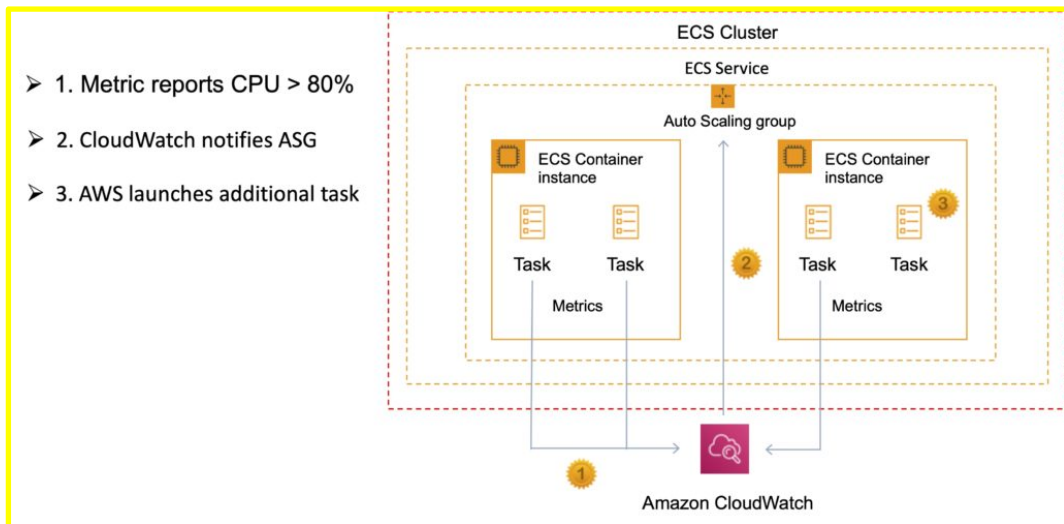 ➢ 1. Metric reports CPU > 80%
➢ 2. CloudWatch notifies ASG
➢ 3. AWS launches additional task
ECS Cluster
ECS Service
Auto Scaling group
ECS Container
instance
Task
Task
Metrics
2
ECS Container
instance
3
Task
Task
Metrics
1
Amazon CloudWatch